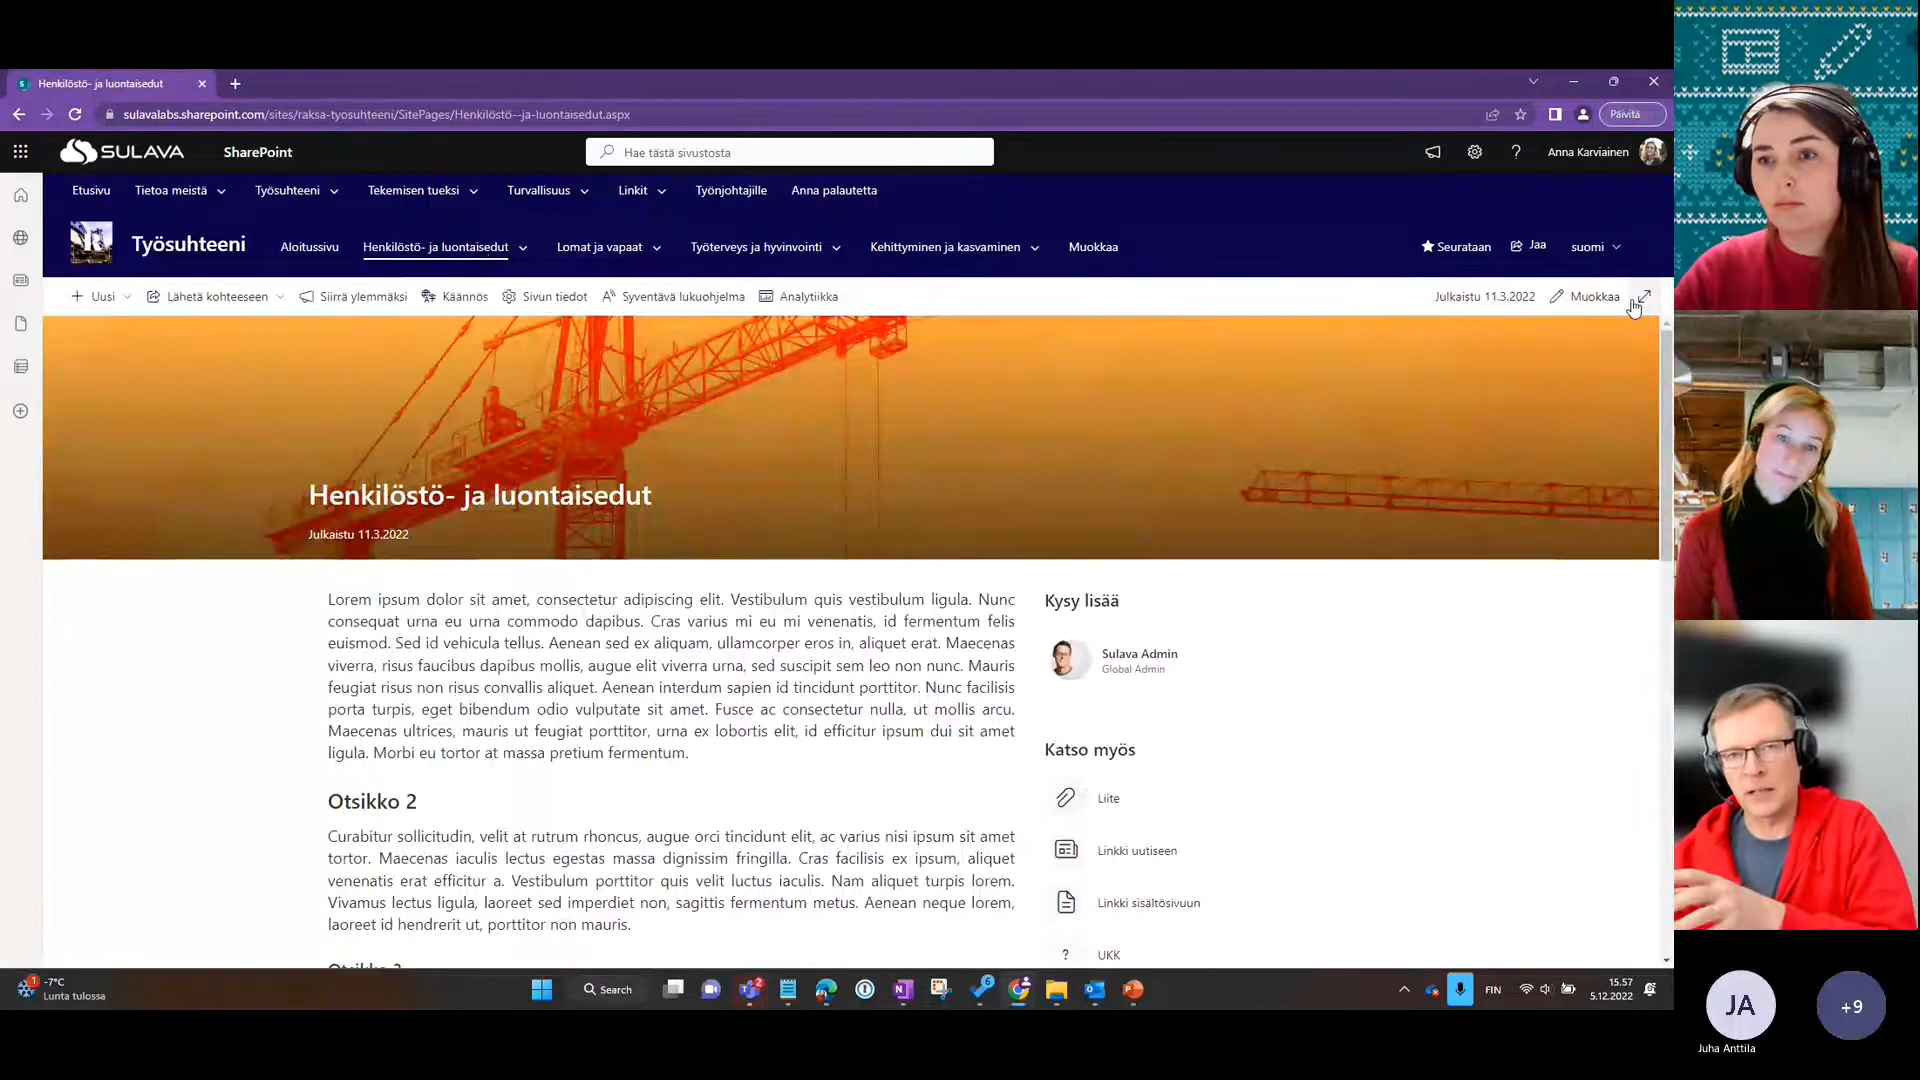 Henkilöstö- ja luontaisedut
sulavalabs.sharepoint.com/sites/raksa-tyosuhteeni/SitePages/Henkilöstö--ja-luontaisedut.aspx
Päivitä
SULAVA
SharePoint
Hae tästä sivustosta
?
Anna Karviainen
Etusivu
Tietoa meistä
Työsuhteeni
Tekemisen tueksi
Turvallisuus
Linkit
Työnjohtajille
Anna palautetta
Työsuhteeni
Aloitussivu
Henkilöstö- ja luontaisedut
Lomat ja vapaat
Työterveys ja hyvinvointi
Kehittyminen ja kasvaminen
Muokkaa
Seurataan
Jaa
suomi
Uusi
Lähetä kohteeseen
Siirrä ylemmäksi
Käännös
Sivun tiedot
Syventävä lukuohjelma
Analytiikka
Julkaistu 11.3.2022
Muokkaa
Henkilöstö- ja luontaisedut
Julkaistu 11.3.2022
Lorem ipsum dolor sit amet, consectetur adipiscing elit. Vestibulum quis vestibulum ligula. Nunc
consequat urna eu urna commodo dapibus. Cras varius mi eu mi venenatis, id fermentum felis
euismod. Sed id vehicula tellus. Aenean sed ex aliquam, ullamcorper eros in, aliquet erat. Maecenas
viverra, risus faucibus dapibus mollis, augue elit viverra urna, sed suscipit sem leo non nunc. Mauris
feugiat risus non risus convallis aliquet. Aenean interdum sapien id tincidunt porttitor. Nunc facilisis
porta turpis, eget bibendum odio vulputate sit amet. Fusce ac consectetur nulla, ut mollis arcu.
Maecenas ultrices, mauris ut feugiat porttitor, urna ex lobortis elit, id efficitur ipsum dui sit amet
ligula. Morbi eu tortor at massa pretium fermentum.
Otsikko 2
Curabitur sollicitudin, velit at rutrum rhoncus, augue orci tincidunt elit, ac varius nisi ipsum sit amet
tortor. Maecenas iaculis lectus egestas massa dignissim fringilla. Cras facilisis ex ipsum, aliquet
venenatis erat efficitur a. Vestibulum porttitor quis velit luctus iaculis. Nam aliquet turpis lorem.
Vivamus lectus ligula, laoreet sed imperdiet non, sagittis fermentum metus. Aenean neque lorem,
laoreet id hendrerit ut, porttitor non mauris.
Kysy lisää
Sulava Admin
Global Admin
Katso myös
Liite
Linkki uutiseen
Linkki sisältösivuun
? UKK
1
-7°C
Lunta tulossa
Search
2
6
FIN
15.57
5.12.2022
JA
Juha Anttila
+9